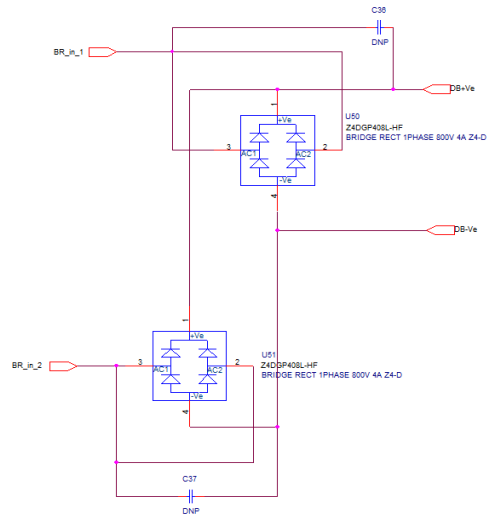 C36
DNP
BR_in_1
DB+Ve
1
+Ve
U50
Z4DGP408L-HF
BRIDGE RECT 1PHASE 800V 4A Z4-D
3
AC1
AC2
2
-Ve
4
DB-Ve
1
+Ve
U51
Z4DGP408L-HF
BRIDGE RECT 1PHASE 800V 4A Z4-D
BR_in_2
3
AC1
AC2
2
-Ve
4
C37
DNP